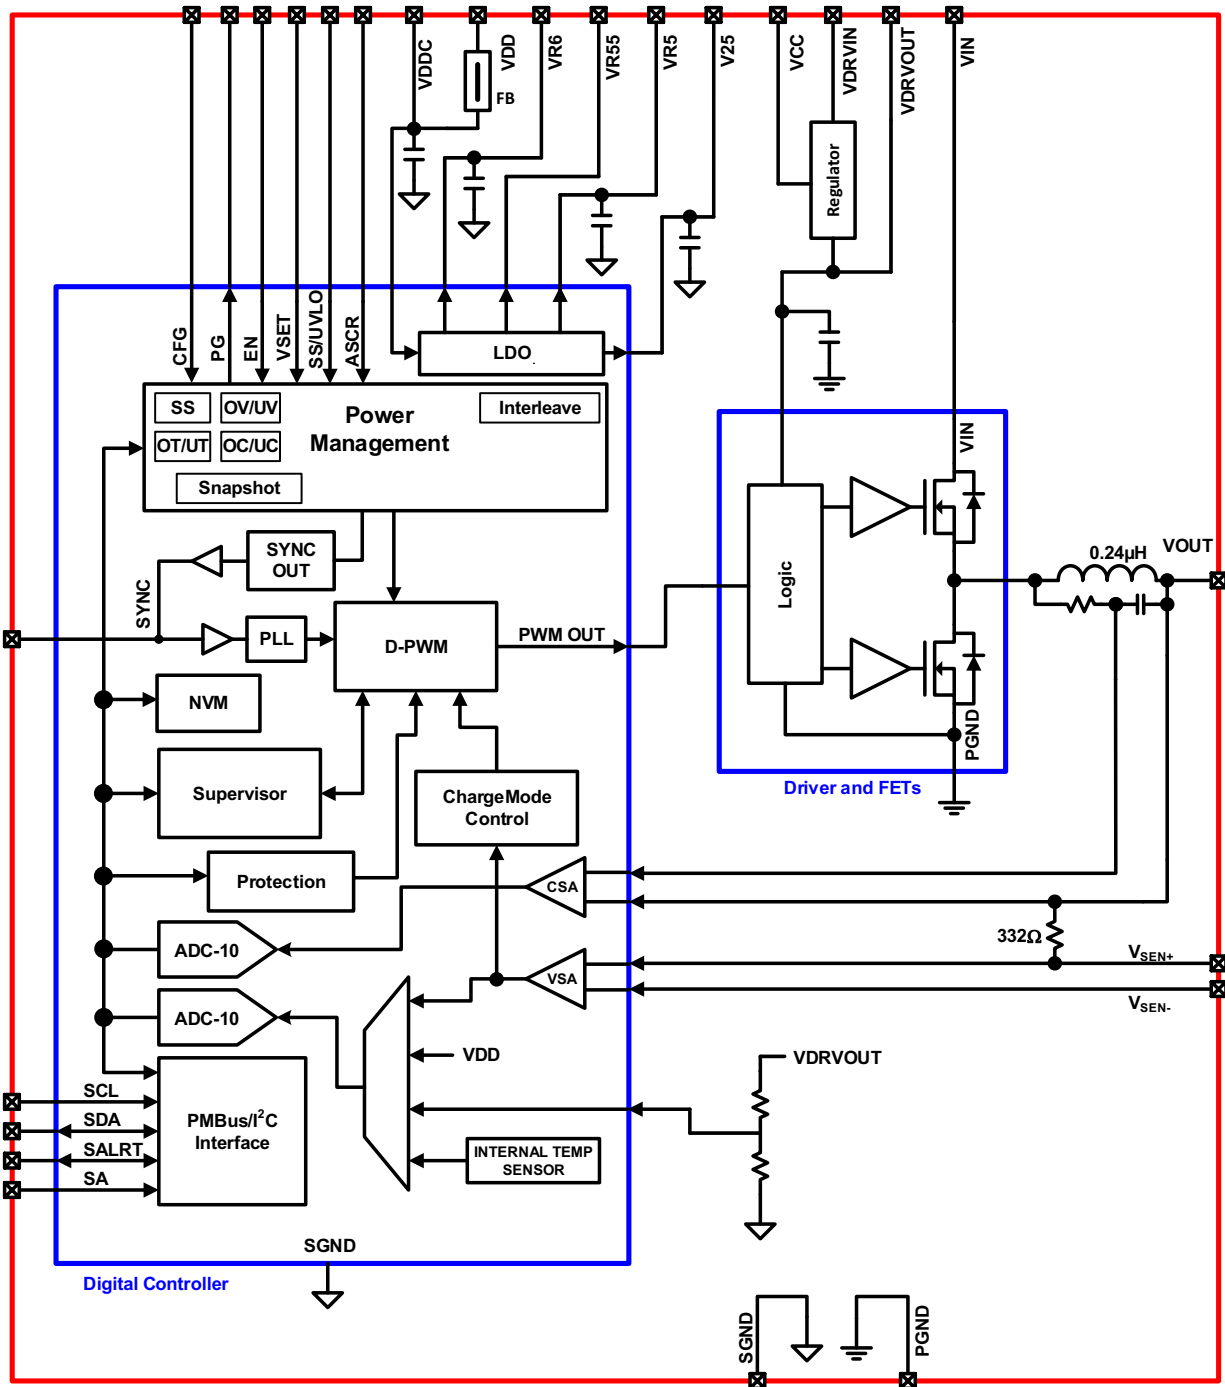 VDDC
VDD
VR6
VR55
VR5
V25
VCC
VDRVIN
VDRVOUT
VIN
FB
Regulator
CFG
PG
EN
VSET
SS/UVLO
ASCR
LDO
SS
OV/UV
Power
Management
Interleave
OT/UT
OC/UC
Snapshot
VIN
SYNC
OUT
SYNC
PLL
D-PWM
PWM OUT
Logic
0.24µH
VOUT
NVM
PGND
Supervisor
ChargeMode
Control
Driver and FETs
Protection
CSA
ADC-10
332Ω
VSEN+
VSA
VSEN-
ADC-10
VDD
VDRVOUT
SCL
SDA
SALRT
SA
PMBus/I²C
Interface
INTERNAL TEMP
SENSOR
SGND
Digital Controller
SGND
PGND